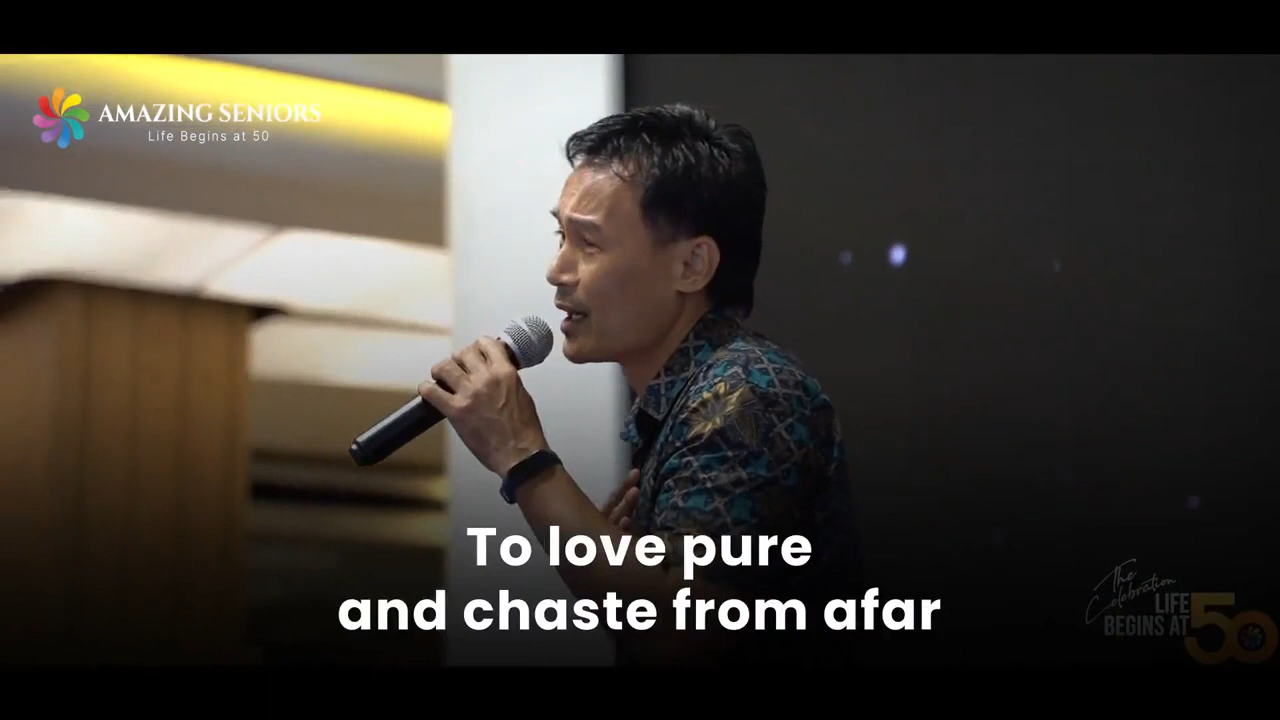 AMAZING SENIORS
Life Begins at 50
To love pure
and chaste from afar
The
Celebration
LIFE
BEGINS AT 50